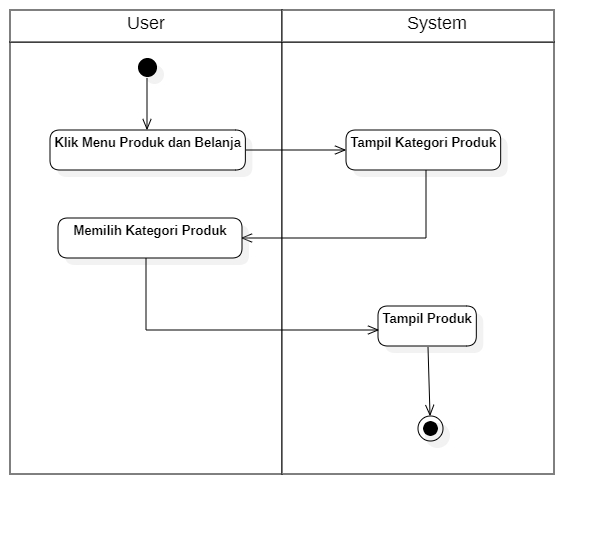 User
System
Klik Menu Produk dan Belanja
Tampil Kategori Produk
Memilih Kategori Produk
Tampil Produk